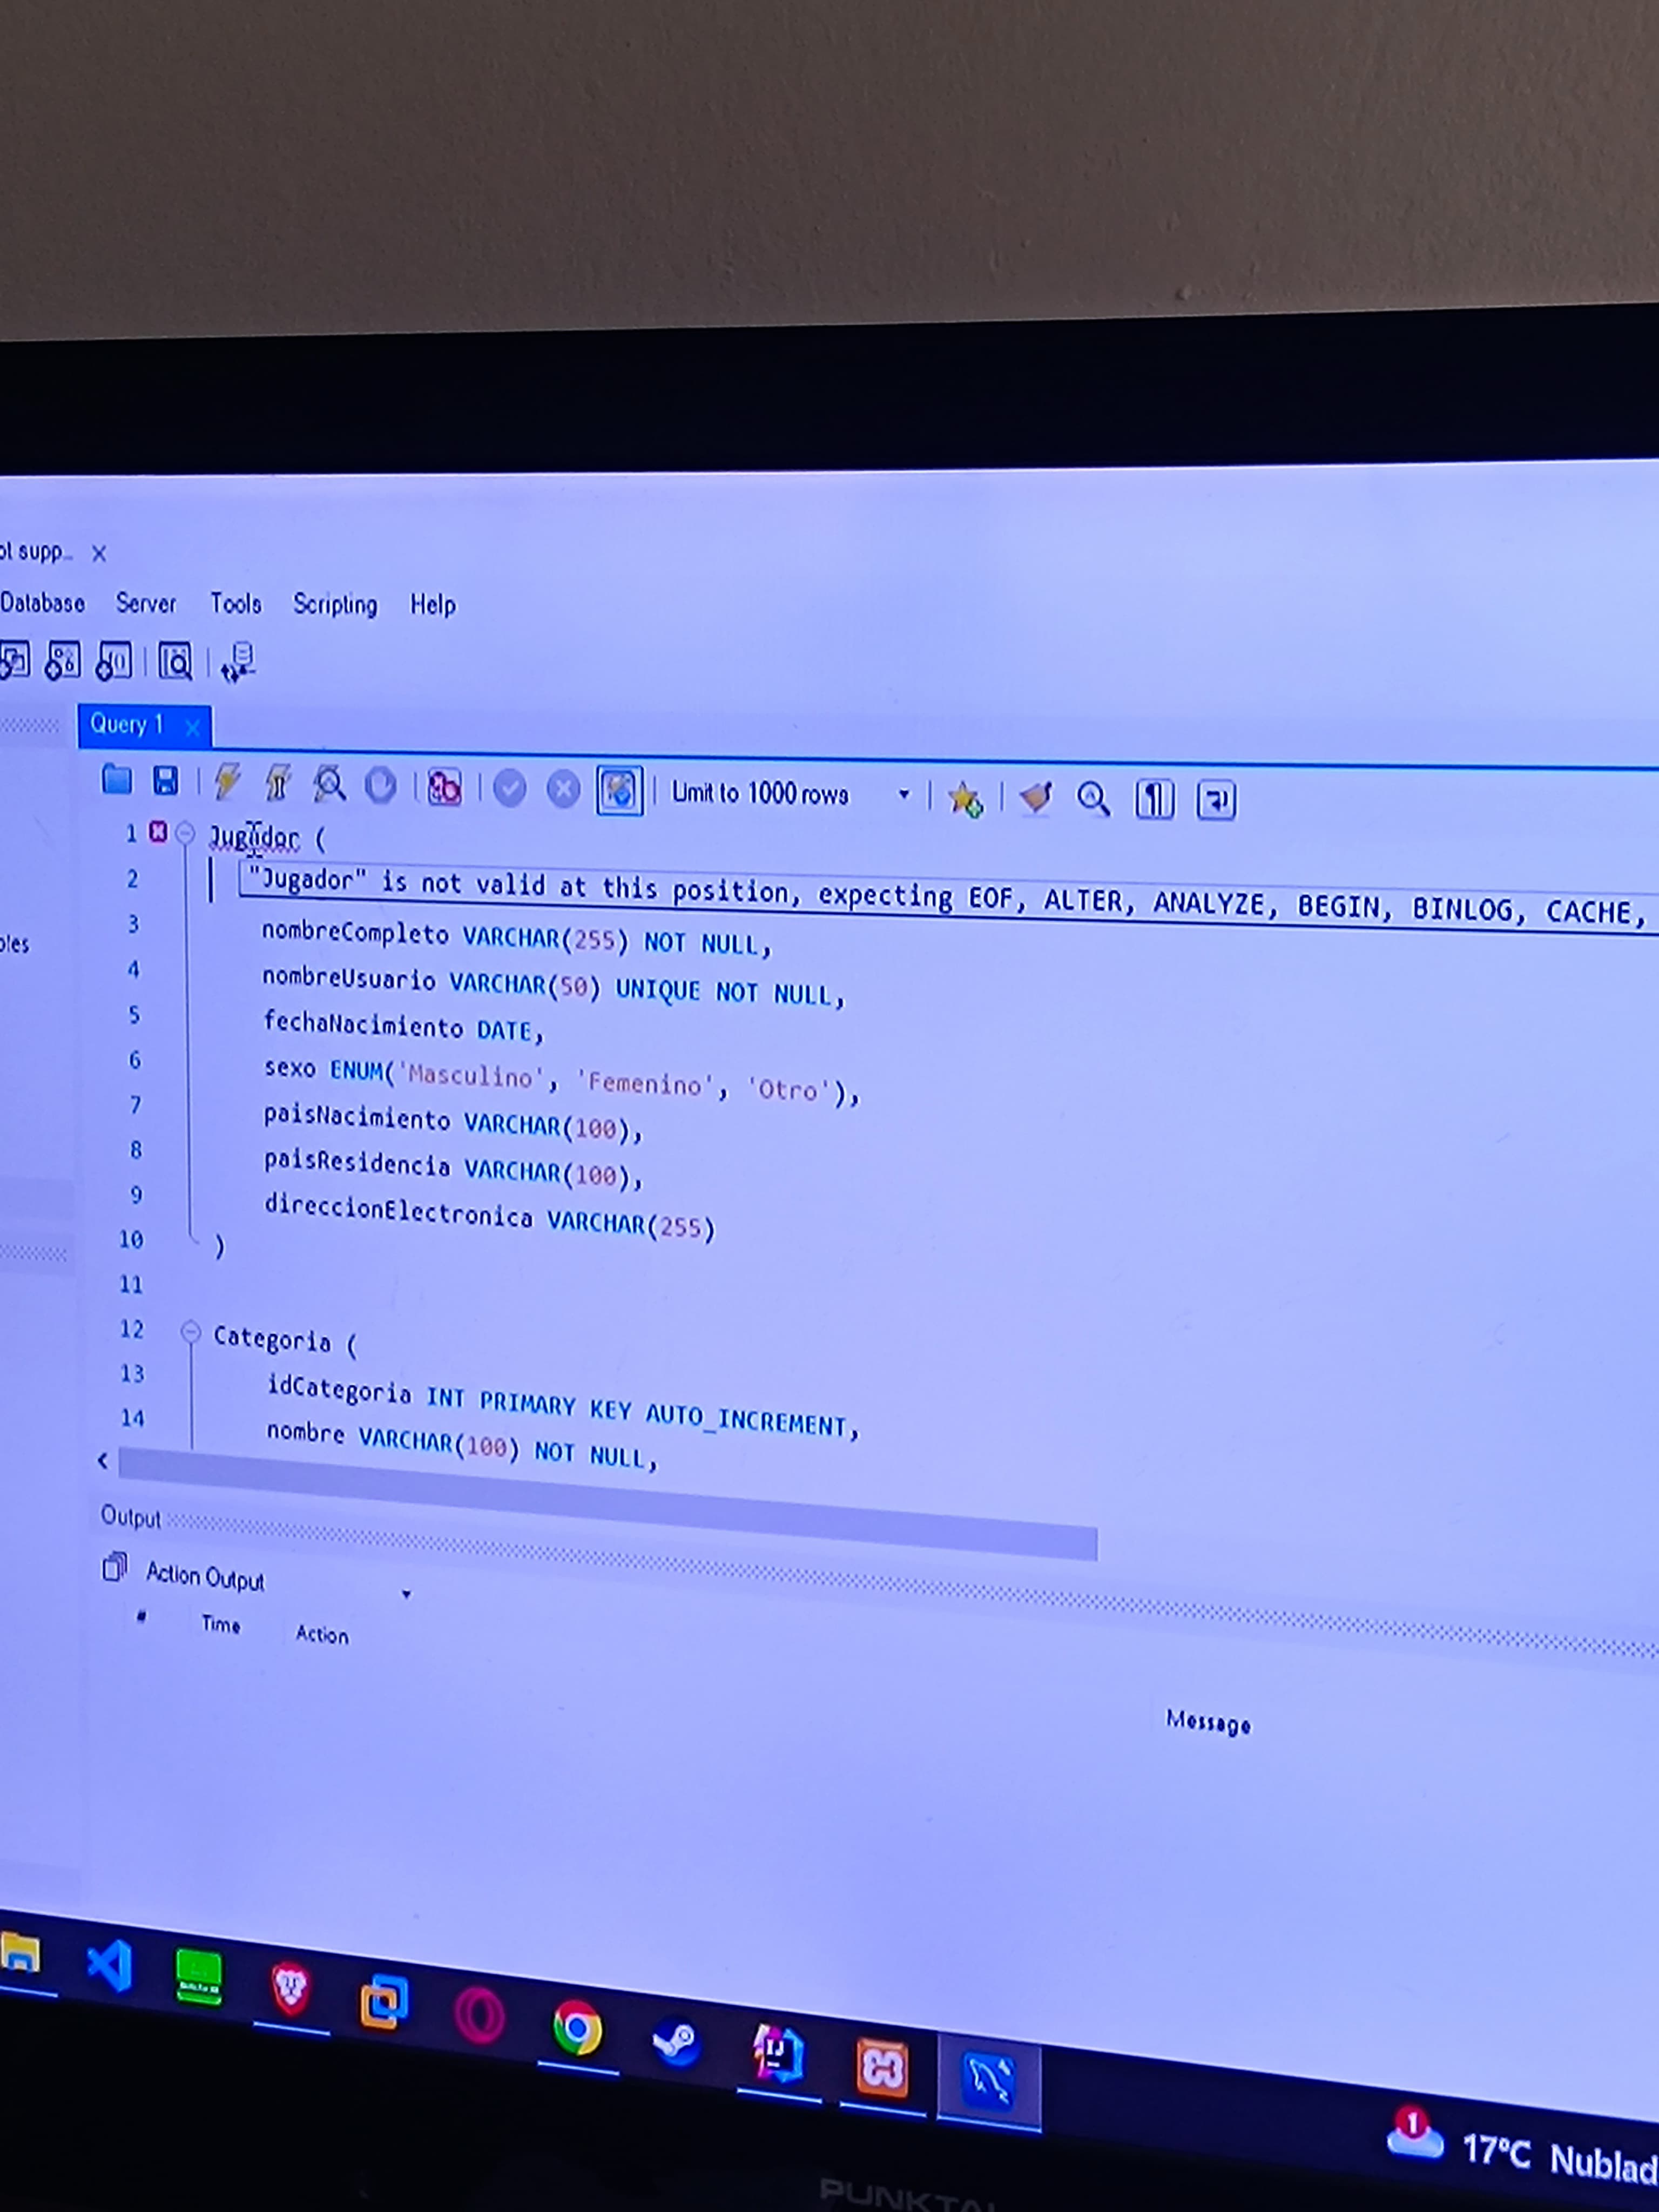 ol supp... ×
Database Server Tools Scripting Help
Query 1 ×
Limit to 1000 rows
1 Jugador (
2 "Jugador" is not valid at this position, expecting EOF, ALTER, ANALYZE, BEGIN, BINLOG, CACHE,
3 nombreCompleto VARCHAR(255) NOT NULL,
4 nombreUsuario VARCHAR(50) UNIQUE NOT NULL,
5 fechaNacimiento DATE,
6 sexo ENUM('Masculino', 'Femenino', 'Otro'),
7 paisNacimiento VARCHAR(100),
8 paisResidencia VARCHAR(100),
9 direccionElectronica VARCHAR(255)
10 )
11
12 Categoria (
13 idCategoria INT PRIMARY KEY AUTO_INCREMENT,
14 nombre VARCHAR(100) NOT NULL,
bles
Output
Action Output
# Time Action
Message
IJ
1
17°C Nublad
PUNKTAL